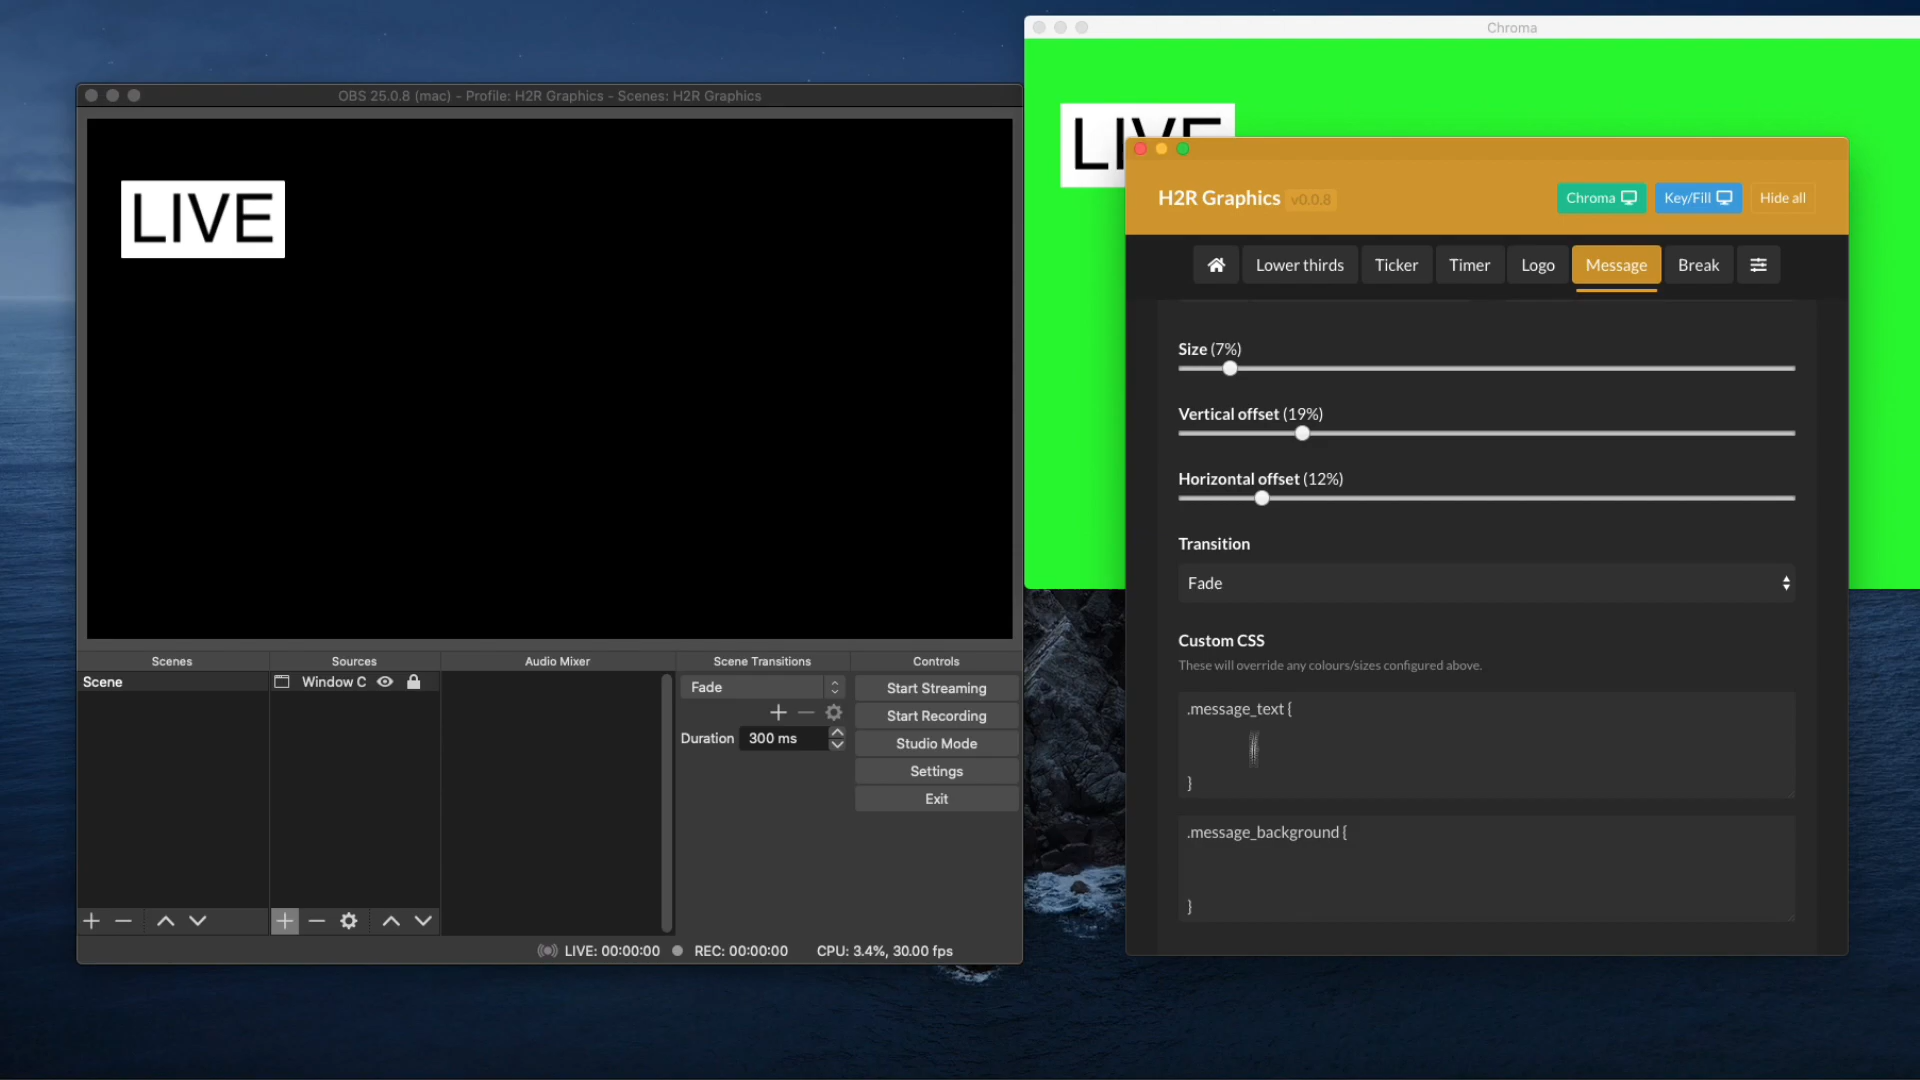 Chroma
OBS 25.0.8 (mac) - Profile: H2R Graphics - Scenes: H2R Graphics
LIVE
LIVE
H2R Graphics v0.0.8
Chroma
Key/Fill
Hide all
Lower thirds
Ticker
Timer
Logo
Message
Break
Size (7%)
Vertical offset (19%)
Horizontal offset (12%)
Transition
Fade
Custom CSS
These will override any colours/sizes configured above.
.message_text {
}
.message_background {
}
Scenes
Sources
Audio Mixer
Scene Transitions
Controls
Scene
Window C
Fade
Duration 300 ms
Start Streaming
Start Recording
Studio Mode
Settings
Exit
LIVE: 00:00:00
REC: 00:00:00
CPU: 3.4%, 30.00 fps